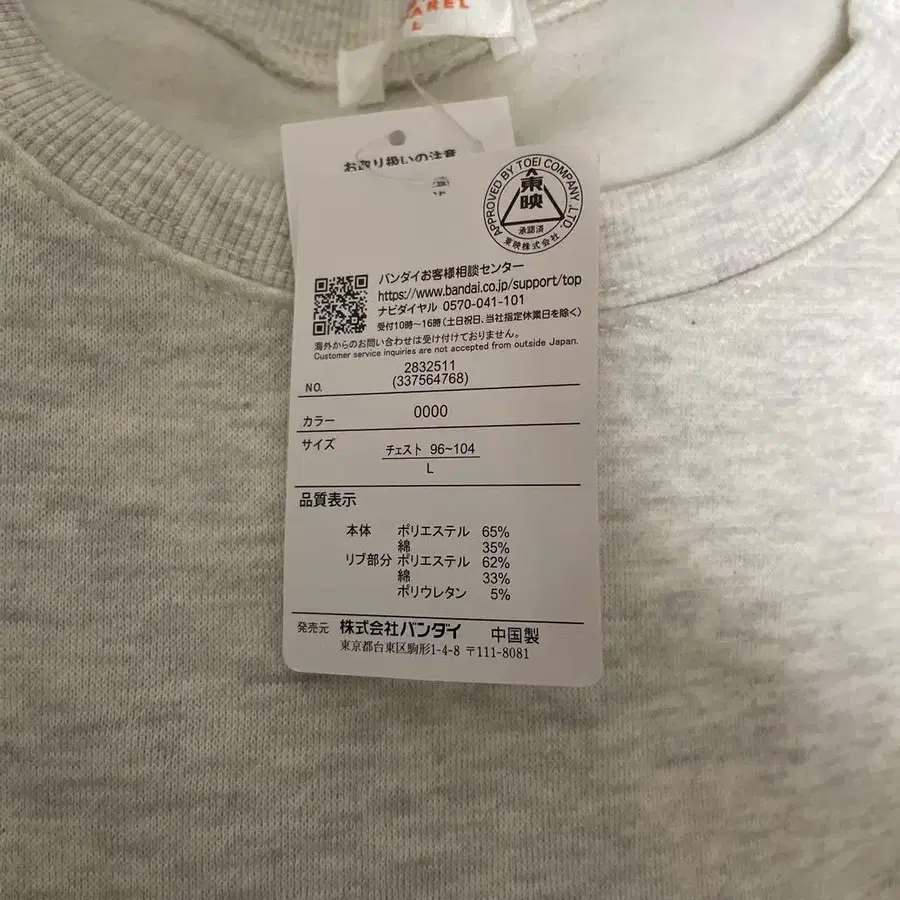 APPAREL
L
お取り扱いの注意
APPROVED BY TOEI COMPANY, LTD.
東映
承認済
東映株式会社
バンダイお客様相談センター
https://www.bandai.co.jp/support/top
ナビダイヤル 0570-041-101
受付10時~16時(土日祝日、当社指定休業日を除く)
海外からのお問い合わせは受け付けておりません。
Customer service inquiries are not accepted from outside Japan.
NO. 2832511
(337564768)
カラー 0000
サイズ チェスト 96~104
L
品質表示
本体 ポリエステル 65%
綿 35%
リブ部分 ポリエステル 62%
綿 33%
ポリウレタン 5%
発売元 株式会社バンダイ 中国製
東京都台東区駒形1-4-8 〒111-8081